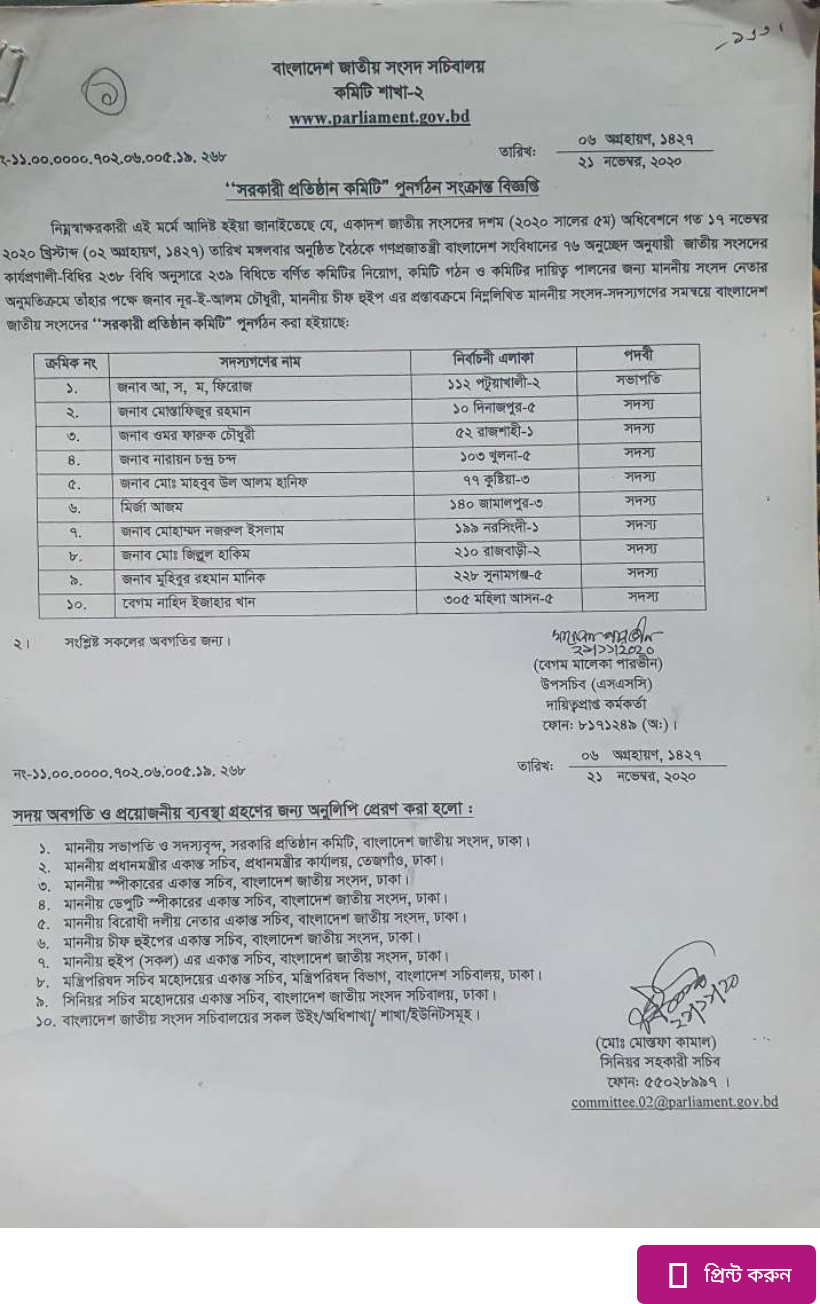 ২১১।
৯
বাংলাদেশ জাতীয় সংসদ সচিবালয়
কমিটি শাখা-২
www.parliament.gov.bd
নং-১১.০০.০০০০.৭০২.০৬.০০৫.১৯. ২৬৮ তারিখঃ ০৬ অগ্রহায়ণ, ১৪২৭
২১ নভেম্বর, ২০২০
“সরকারী প্রতিষ্ঠান কমিটি” পুনর্গঠন সংক্রান্ত বিজ্ঞপ্তি
নিম্নস্বাক্ষরকারী এই মর্মে আদিষ্ট হইয়া জানাইতেছে যে, একাদশ জাতীয় সংসদের দশম (২০২০ সালের ৫ম) অধিবেশনে গত ১৭ নভেম্বর
২০২০ খ্রিস্টাব্দ (০২ অগ্রহায়ণ, ১৪২৭) তারিখ মঙ্গলবার অনুষ্ঠিত বৈঠকে গণপ্রজাতন্ত্রী বাংলাদেশ সংবিধানের ৭৬ অনুচ্ছেদ অনুযায়ী জাতীয় সংসদের
কার্যপ্রণালী-বিধির ২৩৮ বিধি অনুসারে ২৩৯ বিধিতে বর্ণিত কমিটির নিয়োগ, কমিটি গঠন ও কমিটির দায়িত্ব পালনের জন্য মাননীয় সংসদ নেতার
অনুমতিক্রমে তাঁহার পক্ষে জনাব নূর-ই-আলম চৌধুরী, মাননীয় চীফ হুইপ এর প্রস্তাবক্রমে নিম্নলিখিত মাননীয় সংসদ-সদস্যগণের সমন্বয়ে বাংলাদেশ
জাতীয় সংসদের “সরকারী প্রতিষ্ঠান কমিটি” পুনর্গঠন করা হইয়াছেঃ
ক্রমিক নং সদস্যগণের নাম নির্বাচনী এলাকা পদবী
১. জনাব আ, স, ম, ফিরোজ ১১২ পটুয়াখালী-২ সভাপতি
২. জনাব মোস্তাফিজুর রহমান ১০ দিনাজপুর-৫ সদস্য
৩. জনাব ওমর ফারুক চৌধুরী ৫২ রাজশাহী-১ সদস্য
৪. জনাব নারায়ন চন্দ্র চন্দ ১০৩ খুলনা-৫ সদস্য
৫. জনাব মোঃ মাহবুব উল আলম হানিফ ৭৭ কুষ্টিয়া-৩ সদস্য
৬. মির্জা আজম ১৪০ জামালপুর-৩ সদস্য
৭. জনাব মোহাম্মদ নজরুল ইসলাম ১৯৯ নরসিংদী-১ সদস্য
৮. জনাব মোঃ জিল্লুল হাকিম ২১০ রাজবাড়ী-২ সদস্য
৯. জনাব মুহিবুর রহমান মানিক ২২৮ সুনামগঞ্জ-৫ সদস্য
১০. বেগম নাহিদ ইজাহার খান ৩০৫ মহিলা আসন-৫ সদস্য
২। সংশ্লিষ্ট সকলের অবগতির জন্য।
২১/১১/২০২০
(বেগম মালেকা পারভীন)
উপসচিব (এসএমসি)
দায়িত্বপ্রাপ্ত কর্মকর্তা
ফোনঃ ৮১৭১২৪৯ (অঃ)।
নং-১১.০০.০০০০.৭০২.০৬.০০৫.১৯. ২৬৮ তারিখঃ ০৬ অগ্রহায়ণ, ১৪২৭
২১ নভেম্বর, ২০২০
সদয় অবগতি ও প্রয়োজনীয় ব্যবস্থা গ্রহণের জন্য অনুলিপি প্রেরণ করা হলো :
১. মাননীয় সভাপতি ও সদস্যবৃন্দ, সরকারি প্রতিষ্ঠান কমিটি, বাংলাদেশ জাতীয় সংসদ, ঢাকা।
২. মাননীয় প্রধানমন্ত্রীর একান্ত সচিব, প্রধানমন্ত্রীর কার্যালয়, তেজগাঁও, ঢাকা।
৩. মাননীয় স্পীকারের একান্ত সচিব, বাংলাদেশ জাতীয় সংসদ, ঢাকা।
৪. মাননীয় ডেপুটি স্পীকারের একান্ত সচিব, বাংলাদেশ জাতীয় সংসদ, ঢাকা।
৫. মাননীয় বিরোধী দলীয় নেতার একান্ত সচিব, বাংলাদেশ জাতীয় সংসদ, ঢাকা।
৬. মাননীয় চীফ হুইপের একান্ত সচিব, বাংলাদেশ জাতীয় সংসদ, ঢাকা।
৭. মাননীয় হুইপ (সকল) এর একান্ত সচিব, বাংলাদেশ জাতীয় সংসদ, ঢাকা।
৮. মন্ত্রিপরিষদ সচিব মহোদয়ের একান্ত সচিব, মন্ত্রিপরিষদ বিভাগ, বাংলাদেশ সচিবালয়, ঢাকা।
৯. সিনিয়র সচিব মহোদয়ের একান্ত সচিব, বাংলাদেশ জাতীয় সংসদ সচিবালয়, ঢাকা।
১০. বাংলাদেশ জাতীয় সংসদ সচিবালয়ের সকল উইং/অধিশাখা/ শাখা/ইউনিটসমূহ।
২১/১১/২০
(মোঃ মোস্তফা কামাল)
সিনিয়র সহকারী সচিব
ফোনঃ ৫৫০২৮৯৯৭ ।
committee.02@parliament.gov.bd
প্রিন্ট করুন